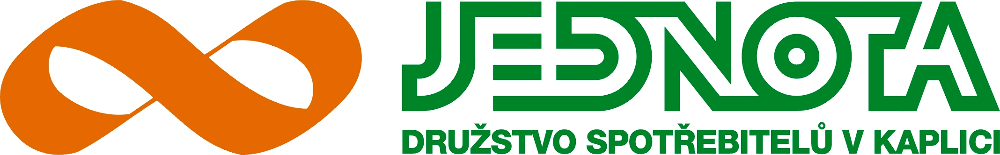 JEDNOTA
DRUŽSTVO SPOTŘEBITELŮ V KAPLICI